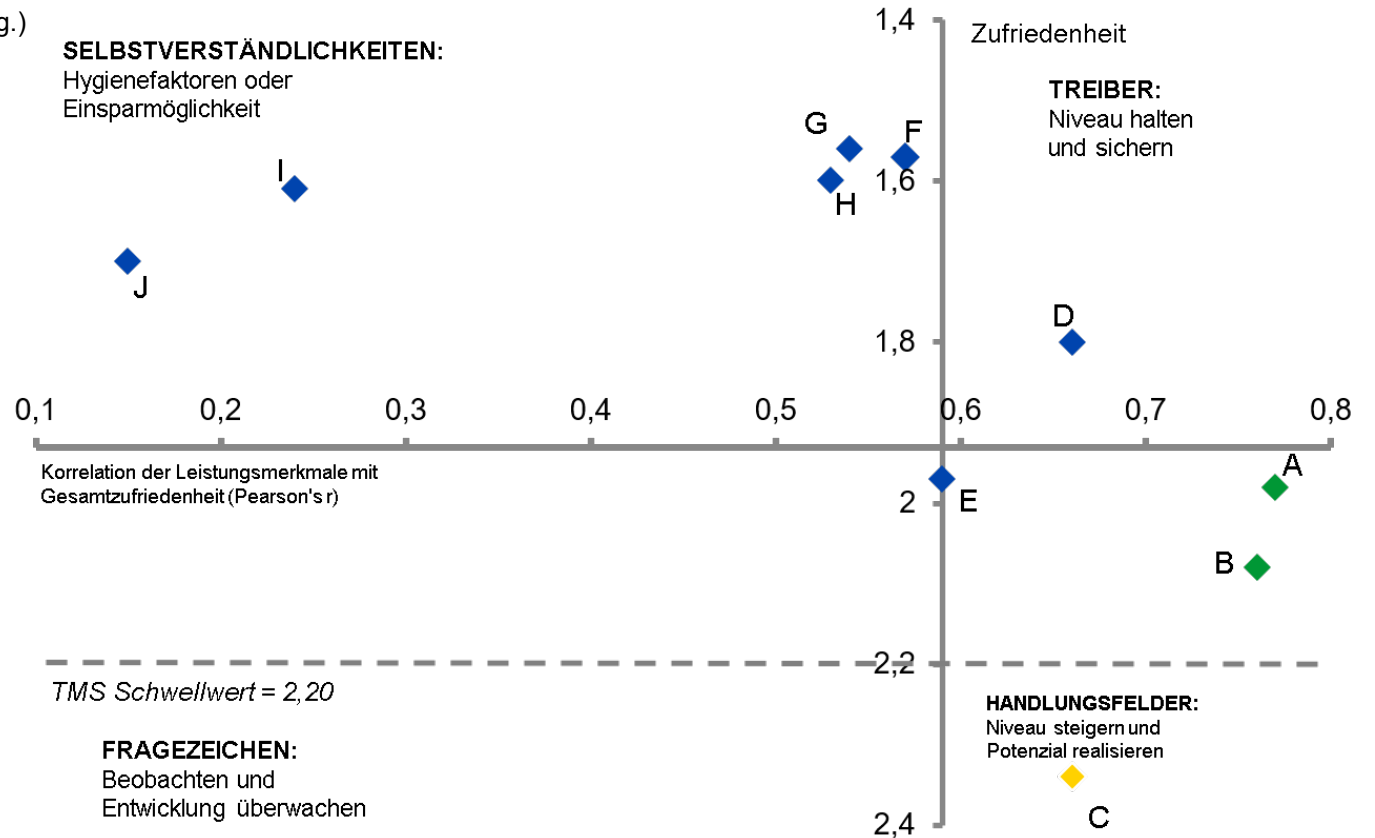 g.)
SELBSTVERSTÄNDLICHKEITEN:
Hygienefaktoren oder
Einsparmöglichkeit
1,4
Zufriedenheit
TREIBER:
Niveau halten
und sichern
G
F
1,6
H
I
J
D
1,8
0,1 0,2 0,3 0,4 0,5 0,6 0,7 0,8
Korrelation der Leistungsmerkmale mit
Gesamtzufriedenheit (Pearson's r)
A
E
2
B
2,2
TMS Schwellwert = 2,20
HANDLUNGSFELDER:
Niveau steigern und
Potenzial realisieren
FRAGEZEICHEN:
Beobachten und
Entwicklung überwachen
C
2,4